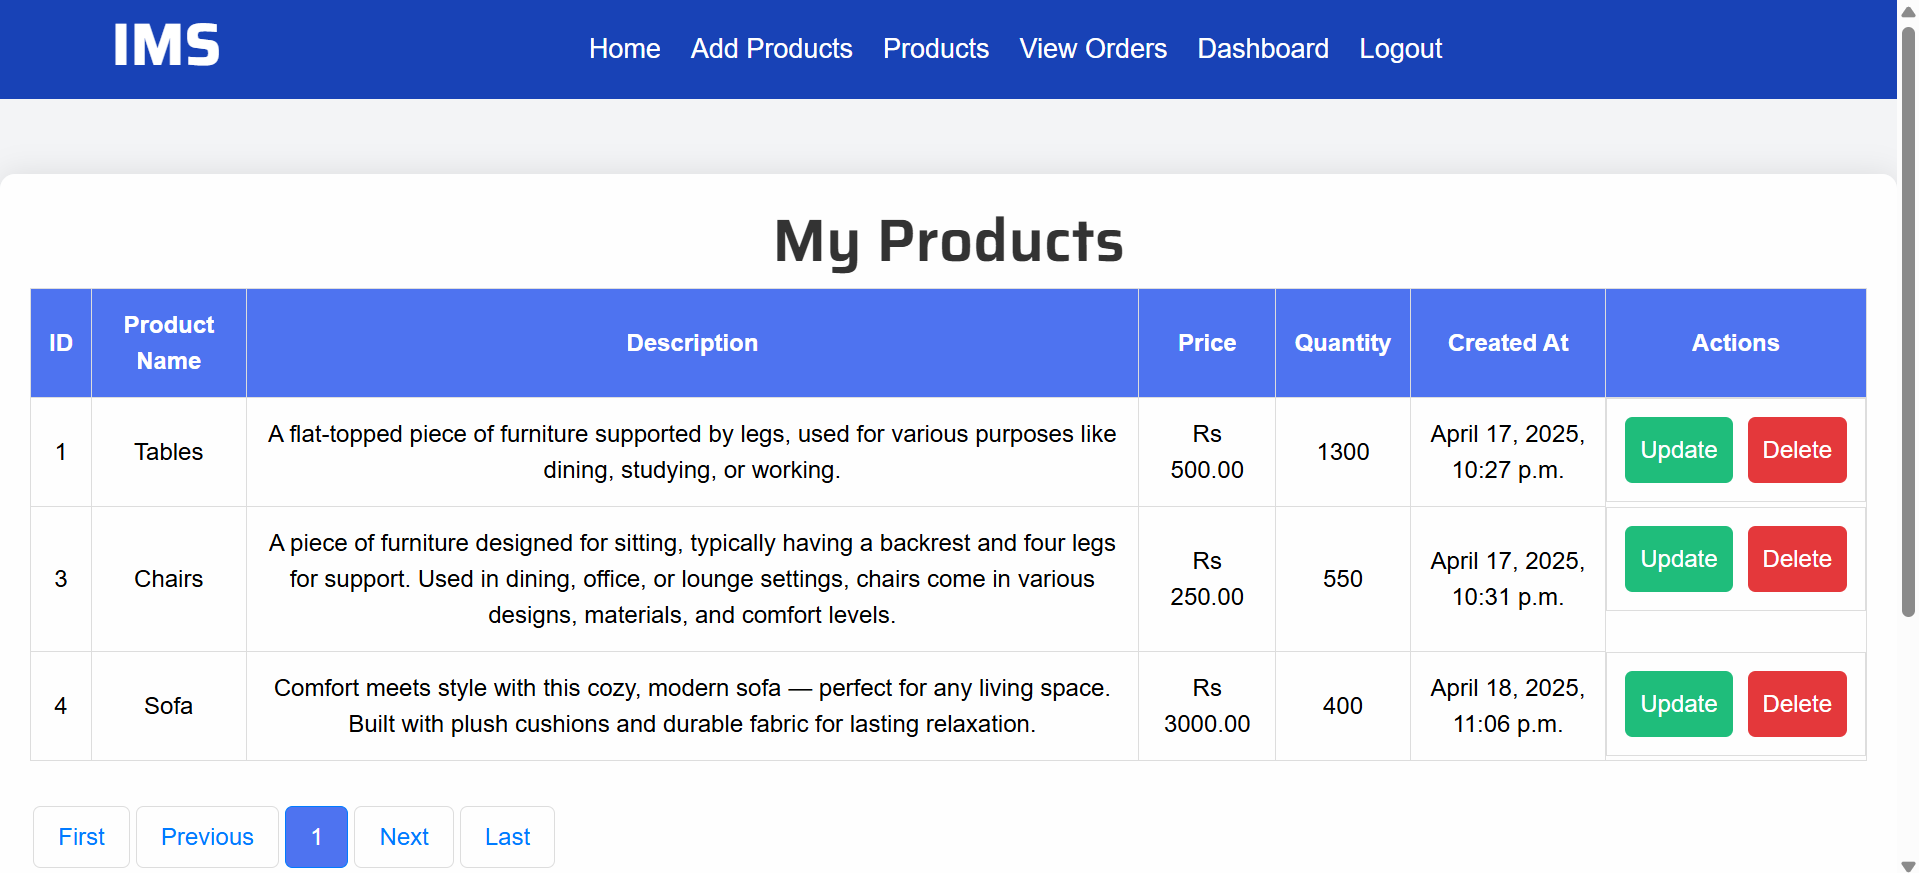 IMS
Home Add Products Products View Orders Dashboard Logout
My Products
ID Product Name Description Price Quantity Created At Actions
1 Tables A flat-topped piece of furniture supported by legs, used for various purposes like
dining, studying, or working. Rs 500.00 1300 April 17, 2025, 10:27 p.m. Update Delete
3 Chairs A piece of furniture designed for sitting, typically having a backrest and four legs
for support. Used in dining, office, or lounge settings, chairs come in various
designs, materials, and comfort levels. Rs 250.00 550 April 17, 2025, 10:31 p.m. Update Delete
4 Sofa Comfort meets style with this cozy, modern sofa — perfect for any living space.
Built with plush cushions and durable fabric for lasting relaxation. Rs 3000.00 400 April 18, 2025, 11:06 p.m. Update Delete
First Previous 1 Next Last